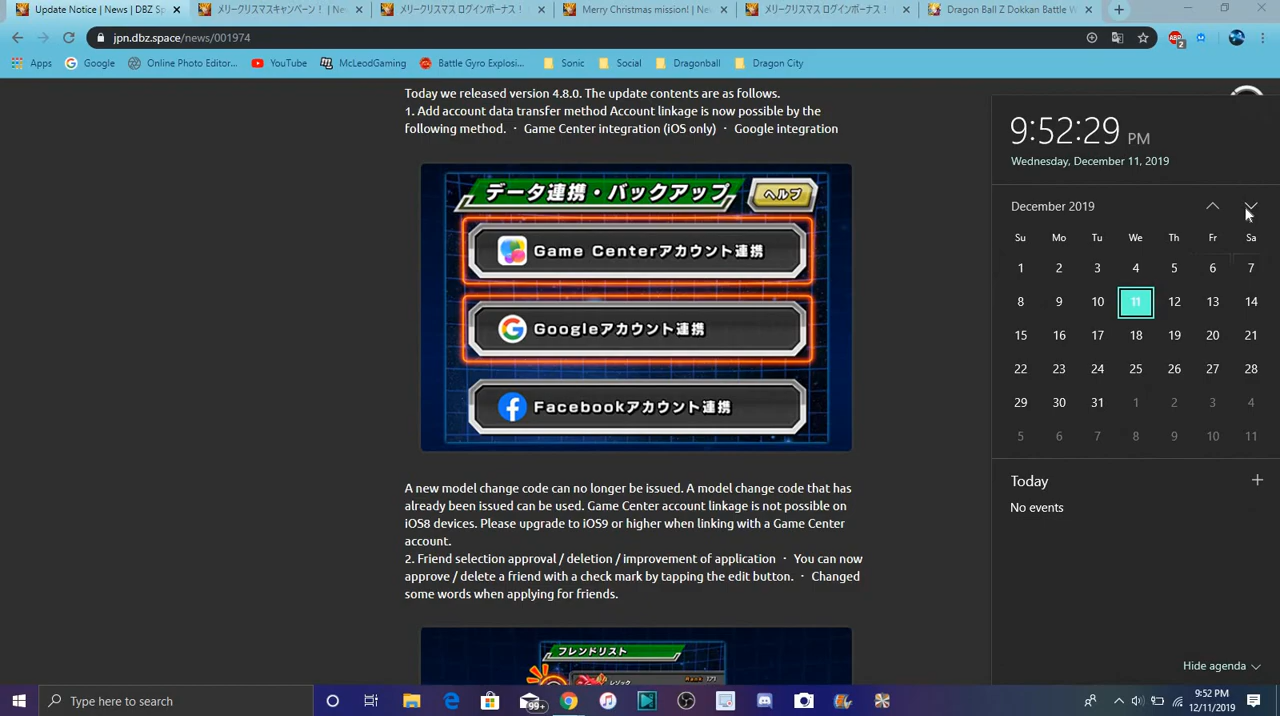 Update Notice | News | DBZ Sp
メリークリスマスキャンペーン！ | Ne
メリークリスマス ログインボーナス！
Merry Christmas mission! | Ne
メリークリスマス ログインボーナス！
Dragon Ball Z Dokkan Battle W
jpn.dbz.space/news/001974
2
Apps
Google
Online Photo Editor...
YouTube
McLeodGaming
Battle Gyro Explosi...
Sonic
Social
Dragonball
Dragon City
Today we released version 4.8.0. The update contents are as follows.
1. Add account data transfer method Account linkage is now possible by the
following method. ・ Game Center integration (iOS only) ・ Google integration
データ連携・バックアップ
ヘルプ
Game Centerアカウント連携
Googleアカウント連携
Facebookアカウント連携
A new model change code can no longer be issued. A model change code that has
already been issued can be used. Game Center account linkage is not possible on
iOS8 devices. Please upgrade to iOS9 or higher when linking with a Game Center
account.
2. Friend selection approval / deletion / improvement of application ・ You can now
approve / delete a friend with a check mark by tapping the edit button. ・ Changed
some words when applying for friends.
フレンドリスト
レジック
Rank 171
9:52:29 PM
Wednesday, December 11, 2019
December 2019
Su Mo Tu We Th Fr Sa
1 2 3 4 5 6 7
8 9 10 11 12 13 14
15 16 17 18 19 20 21
22 23 24 25 26 27 28
29 30 31 1 2 3 4
5 6 7 8 9 10 11
Today
No events
Hide agenda
Type here to search
99+
9:52 PM
12/11/2019